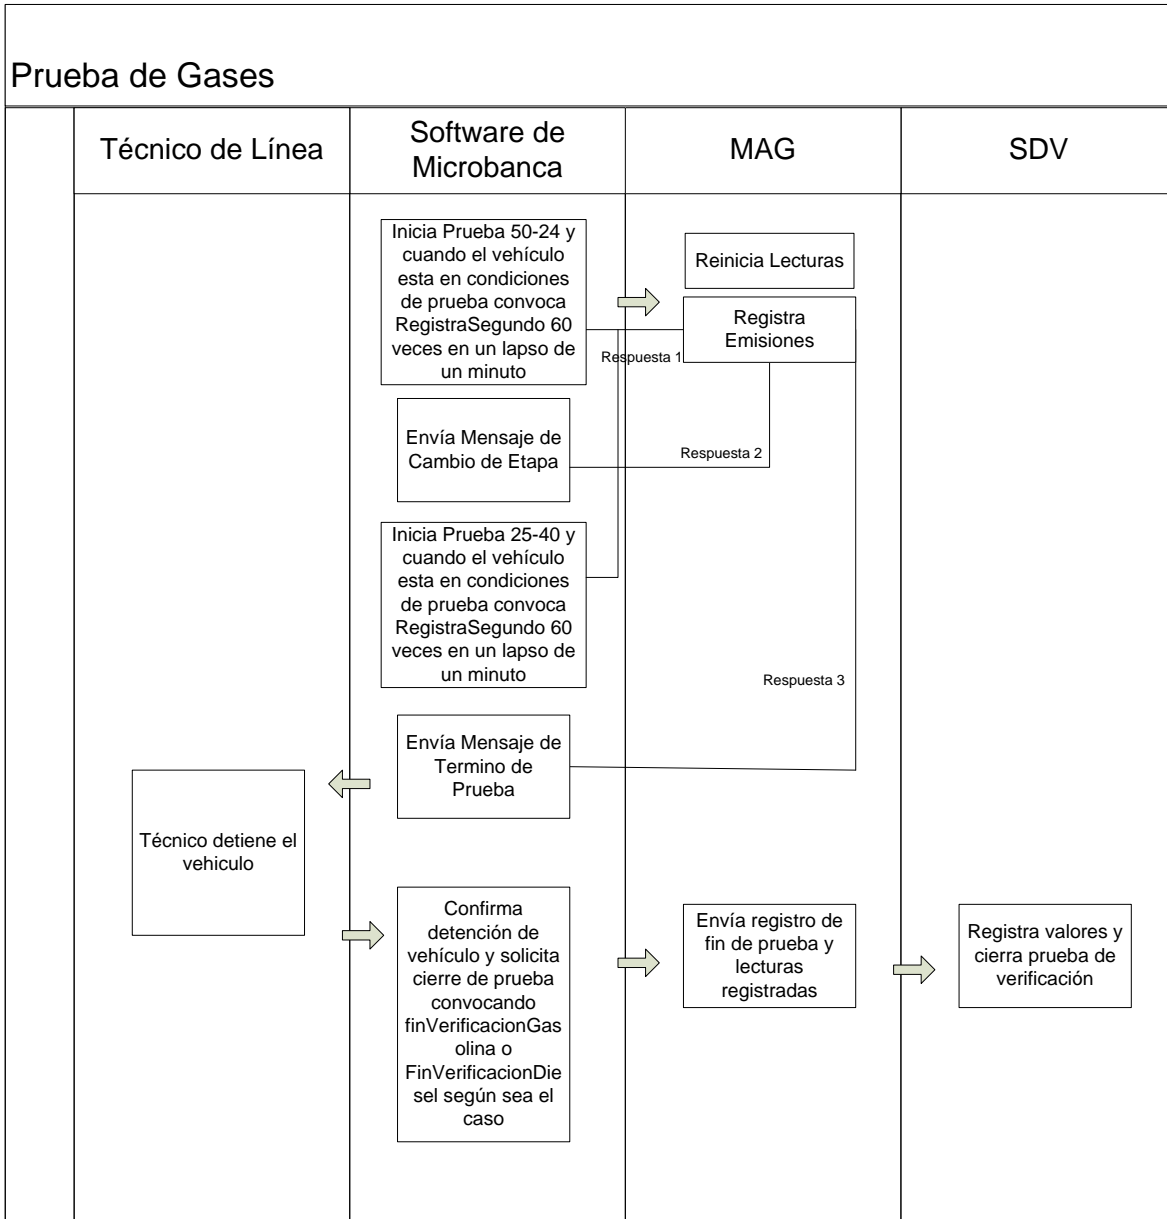 Prueba de Gases
Técnico de Línea
Software de
Microbanca
MAG
SDV
Inicia Prueba 50-24 y
cuando el vehículo
esta en condiciones
de prueba convoca
RegistraSegundo 60
veces en un lapso de
un minuto
Reinicia Lecturas
Registra
Emisiones
Respuesta 1
Envía Mensaje de
Cambio de Etapa
Respuesta 2
Inicia Prueba 25-40 y
cuando el vehículo
esta en condiciones
de prueba convoca
RegistraSegundo 60
veces en un lapso de
un minuto
Respuesta 3
Envía Mensaje de
Termino de
Prueba
Técnico detiene el
vehiculo
Confirma
detención de
vehículo y solicita
cierre de prueba
convocando
finVerificacionGas
olina o
FinVerificacionDie
sel según sea el
caso
Envía registro de
fin de prueba y
lecturas
registradas
Registra valores y
cierra prueba de
verificación